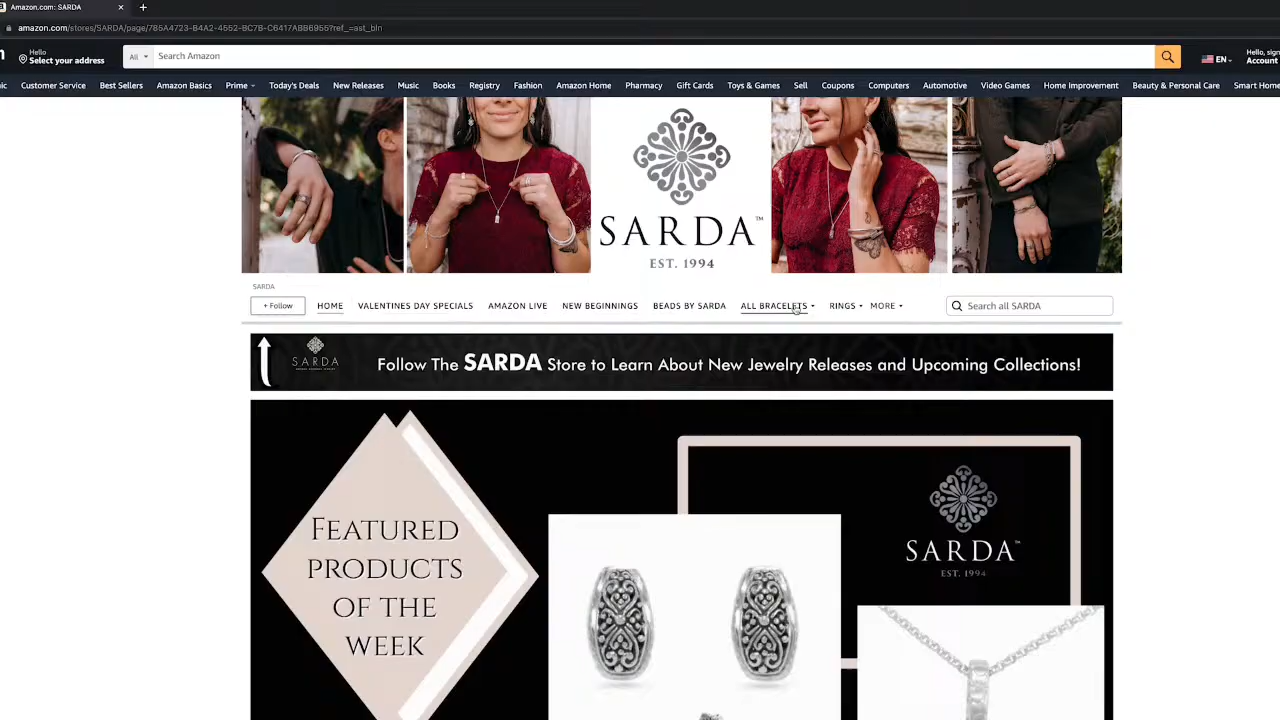 Amazon.com: SARDA
amazon.com/stores/SARDA/page/785A4723-B4A2-4552-BC7B-C6417ABB6955?ref_=ast_bln
Hello
Select your address
All
Search Amazon
EN
Hello, sign
Account
Customer Service
Best Sellers
Amazon Basics
Prime
Today's Deals
New Releases
Music
Books
Registry
Fashion
Amazon Home
Pharmacy
Gift Cards
Toys & Games
Sell
Coupons
Computers
Automotive
Video Games
Home Improvement
Beauty & Personal Care
Smart Home
SARDA™
EST. 1994
SARDA
+ Follow
HOME
VALENTINES DAY SPECIALS
AMAZON LIVE
NEW BEGINNINGS
BEADS BY SARDA
ALL BRACELETS
RINGS
MORE
Search all SARDA
SARDA
Follow The SARDA Store to Learn About New Jewelry Releases and Upcoming Collections!
FEATURED
PRODUCTS
OF THE
WEEK
SARDA™
EST. 1994